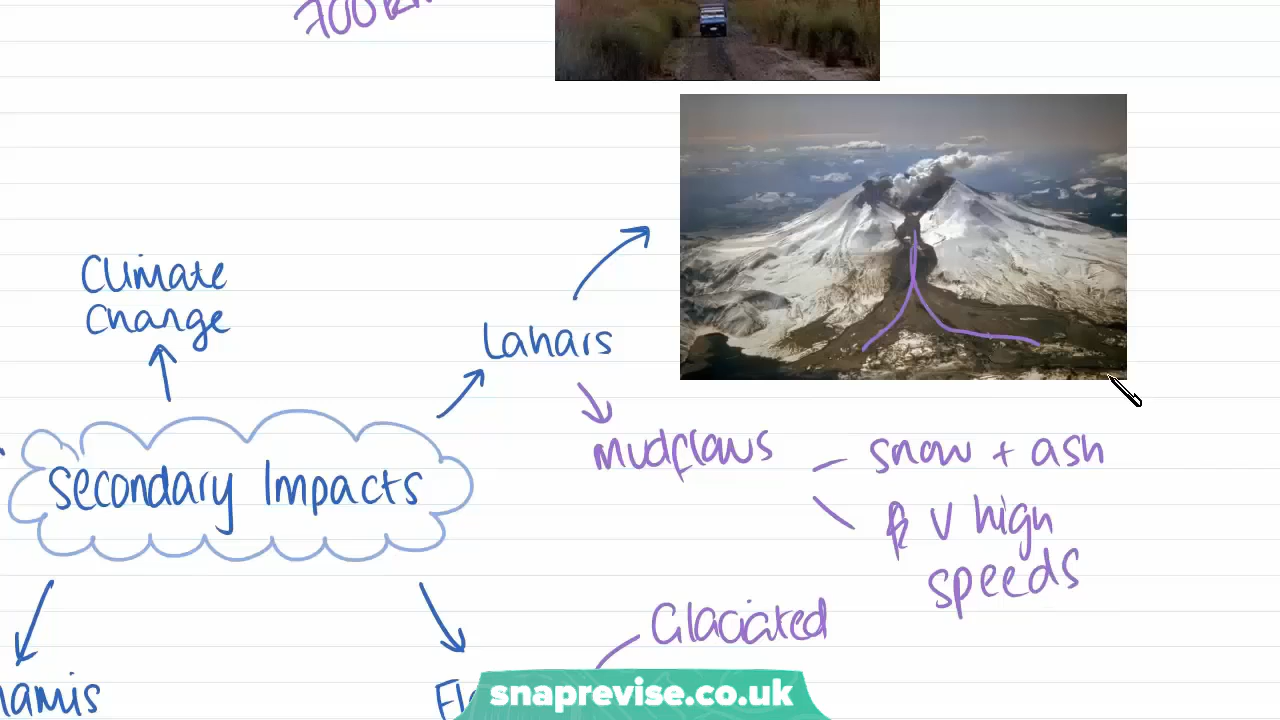 Climate
Change
Lahars
Mudflows
snow + ash
v high
speeds
Secondary Impacts
Glaciated
snaprevise.co.uk